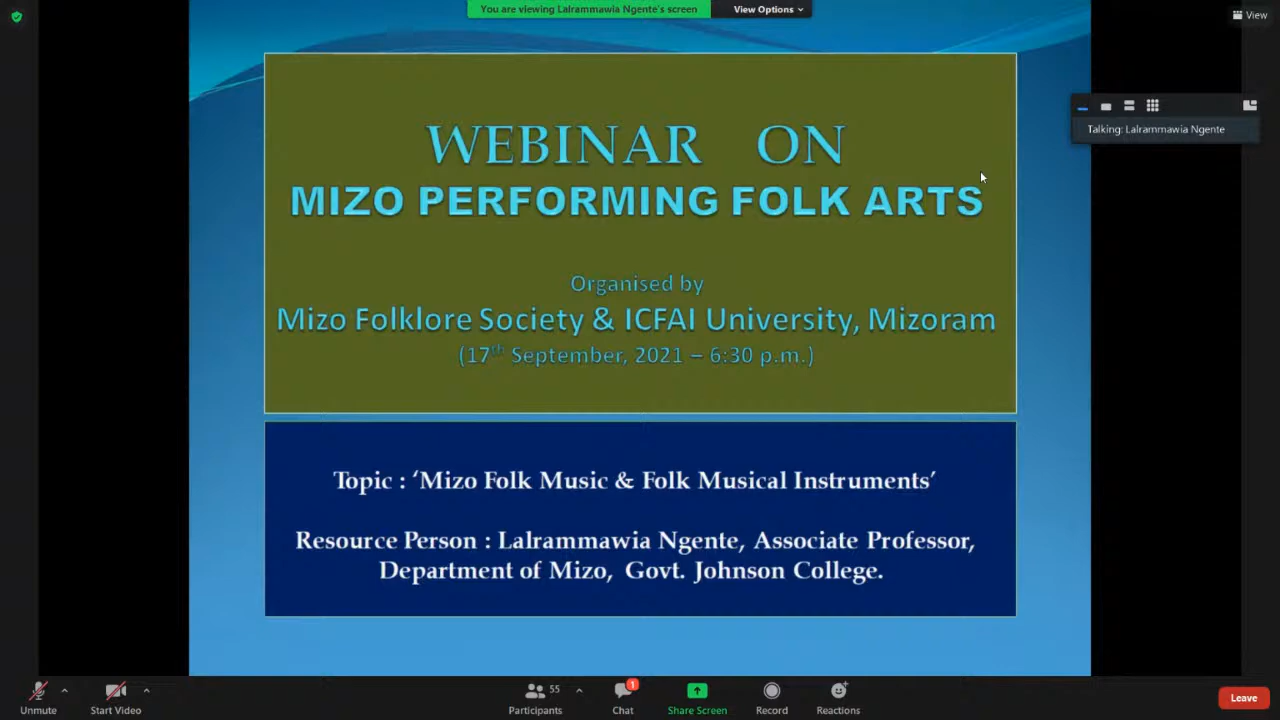 You are viewing Lalrammawia Ngente's screen
View Options
View
Talking: Lalrammawia Ngente
WEBINAR ON
MIZO PERFORMING FOLK ARTS
Organised by
Mizo Folklore Society & ICFAI University, Mizoram
(17th September, 2021 – 6:30 p.m.)
Topic : ‘Mizo Folk Music & Folk Musical Instruments’
Resource Person : Lalrammawia Ngente, Associate Professor,
Department of Mizo, Govt. Johnson College.
55
1
Unmute
Start Video
Participants
Chat
Share Screen
Record
Reactions
Leave